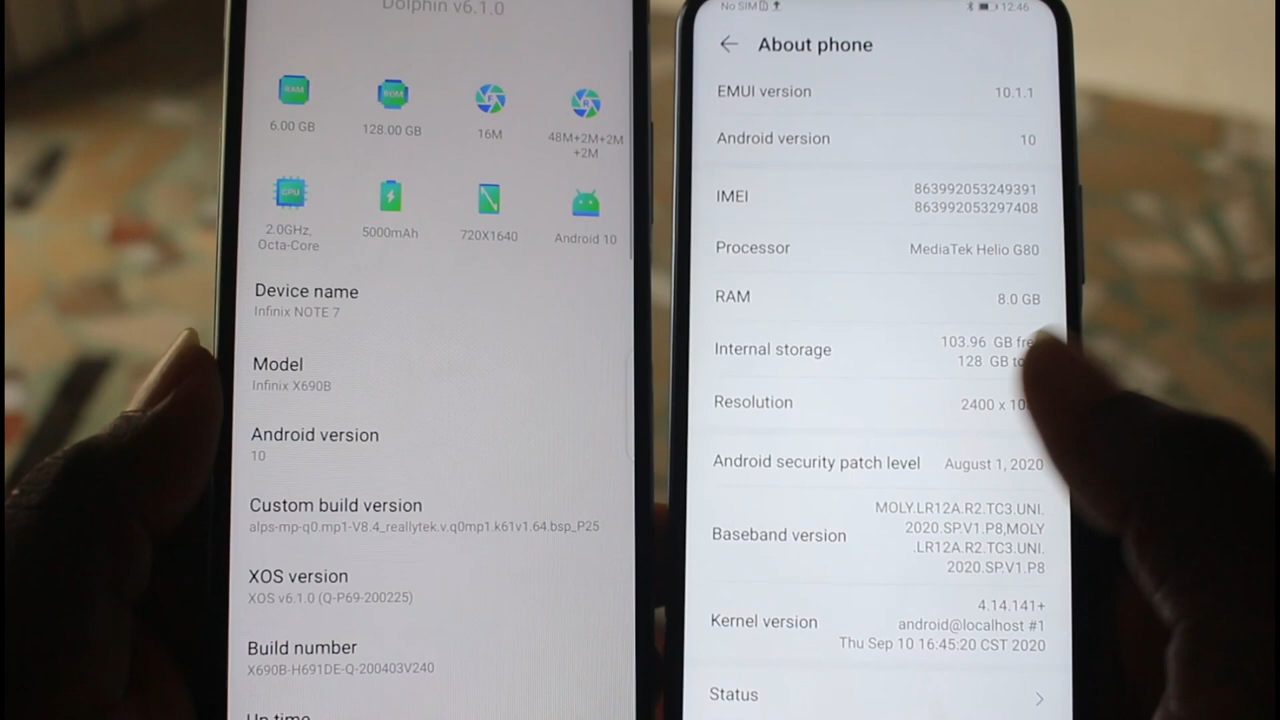 Dolphin v6.1.0
RAM
ROM
6.00 GB
128.00 GB
16M
48M+2M+2M
+2M
CPU
2.0GHz,
Octa-Core
5000mAh
720X1640
Android 10
Device name
Infinix NOTE 7
Model
Infinix X690B
Android version
10
Custom build version
alps-mp-q0.mp1-V8.4_reallytek.v.q0mp1.k61v1.64.bsp_P25
XOS version
XOS v6.1.0 (Q-P69-200225)
Build number
X690B-H691DE-Q-200403V240
Up time
No SIM 12:46
About phone
EMUI version 10.1.1
Android version 10
IMEI 863992053249391
863992053297408
Processor MediaTek Helio G80
RAM 8.0 GB
Internal storage 103.96 GB
128 GB
Resolution 2400 x
Android security patch level August 1, 2020
Baseband version MOLY.LR12A.R2.TC3.UNI.
2020.SP.V1.P8,MOLY
.LR12A.R2.TC3.UNI.
2020.SP.V1.P8
Kernel version 4.14.141+
android@localhost #1
Thu Sep 10 16:45:20 CST 2020
Status